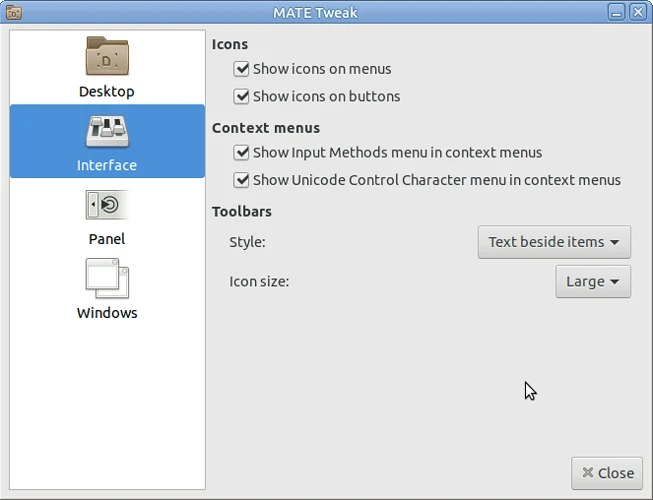 MATE Tweak
Desktop
Interface
Panel
Windows
Icons
Show icons on menus
Show icons on buttons
Context menus
Show Input Methods menu in context menus
Show Unicode Control Character menu in context menus
Toolbars
Style: Text beside items
Icon size: Large
Close